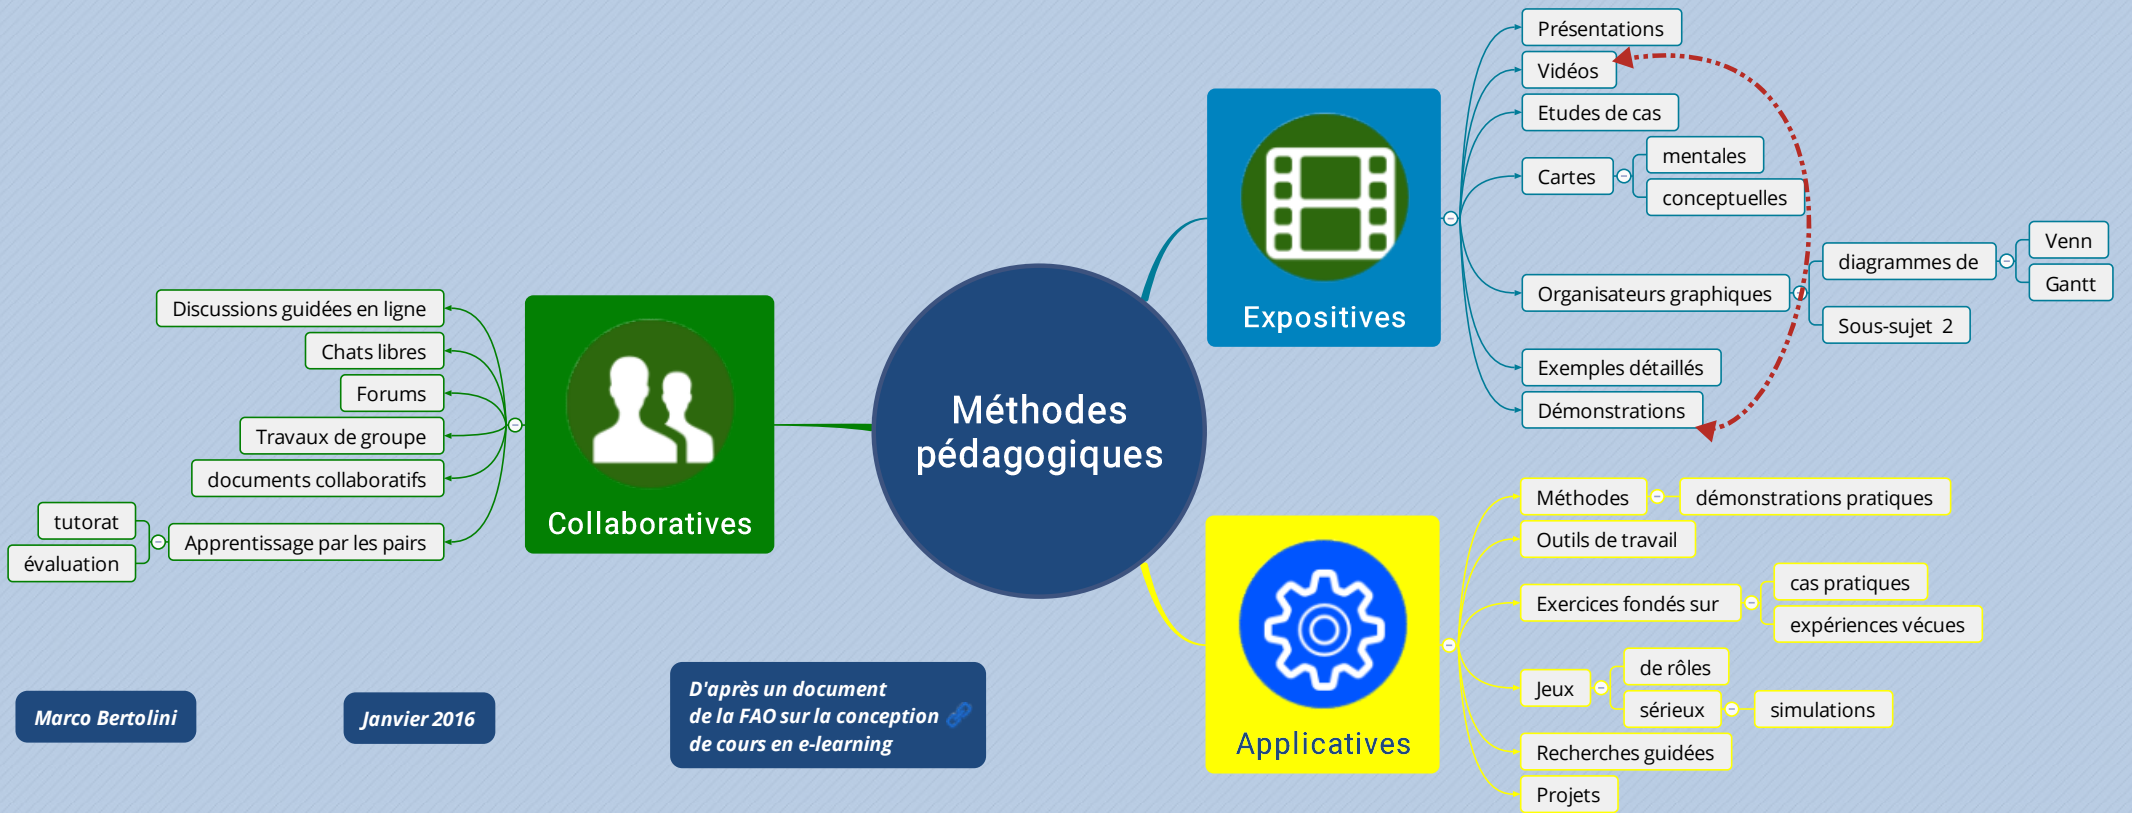 Méthodes
pédagogiques
Expositives
Présentations
Vidéos
Etudes de cas
Cartes
mentales
conceptuelles
Organisateurs graphiques
diagrammes de
Venn
Gantt
Sous-sujet 2
Exemples détaillés
Démonstrations
Applicatives
Méthodes
démonstrations pratiques
Outils de travail
Exercices fondés sur
cas pratiques
expériences vécues
Jeux
de rôles
sérieux
simulations
Recherches guidées
Projets
Collaboratives
Discussions guidées en ligne
Chats libres
Forums
Travaux de groupe
documents collaboratifs
Apprentissage par les pairs
tutorat
évaluation
Marco Bertolini
Janvier 2016
D'après un document
de la FAO sur la conception
de cours en e-learning